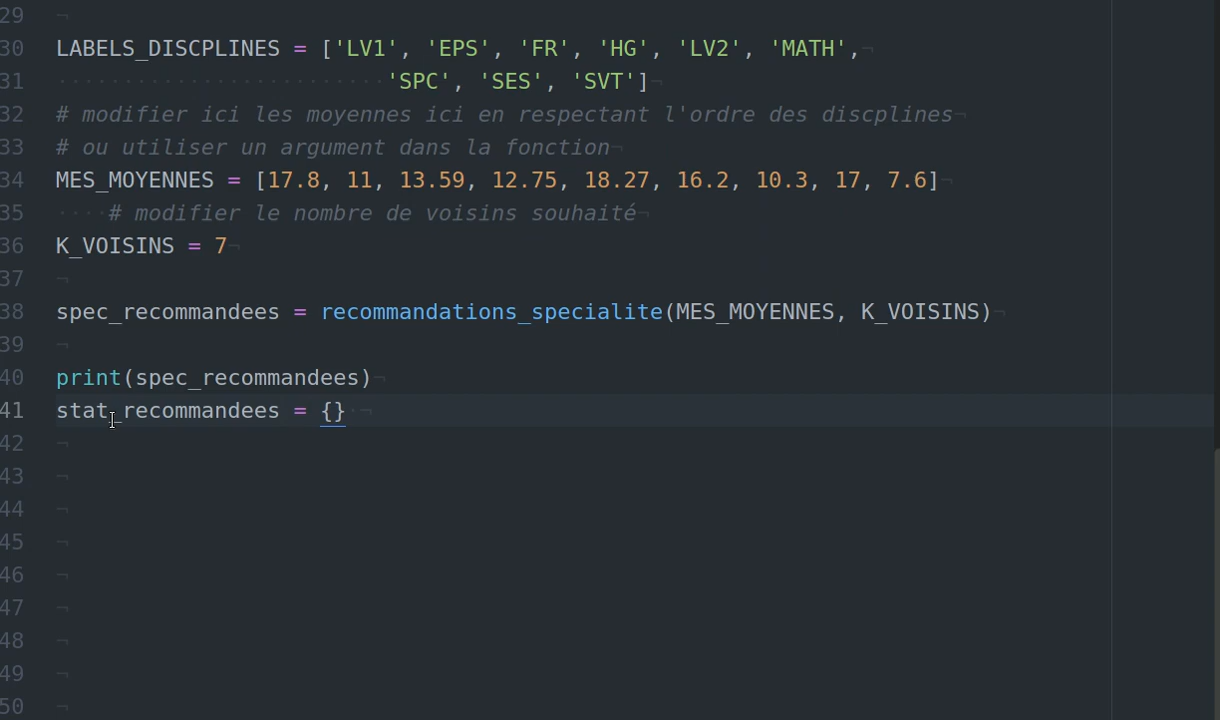 29
30 LABELS_DISCPLINES = ['LV1', 'EPS', 'FR', 'HG', 'LV2', 'MATH',
31 'SPC', 'SES', 'SVT']
32 # modifier ici les moyennes ici en respectant l'ordre des discplines
33 # ou utiliser un argument dans la fonction
34 MES_MOYENNES = [17.8, 11, 13.59, 12.75, 18.27, 16.2, 10.3, 17, 7.6]
35 # modifier le nombre de voisins souhaité
36 K_VOISINS = 7
37
38 spec_recommandees = recommandations_specialite(MES_MOYENNES, K_VOISINS)
39
40 print(spec_recommandees)
41 stat_recommandees = {}
42
43
44
45
46
47
48
49
50